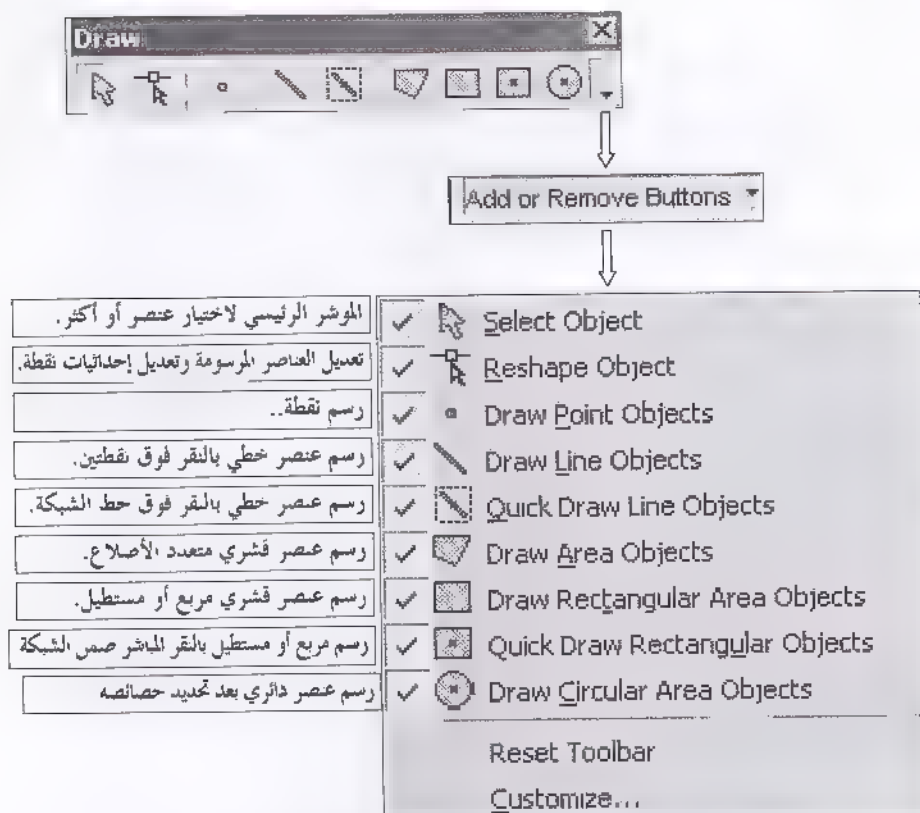 Draw
Add or Remove Buttons
الموشر الرئيسي لاختيار عنصر أو أكثر.
Select Object
تعديل العناصر المرسومة وتعديل إحداثيات نقطة.
Reshape Object
رسم نقطة..
Draw Point Objects
رسم عنصر خطي بالنقر فوق نقطتين.
Draw Line Objects
رسم عنصر خطي بالنقر فوق خط الشبكة.
Quick Draw Line Objects
رسم عنصر قشري متعدد الأضلاع.
Draw Area Objects
رسم عنصر قشري مربع أو مستطيل.
Draw Rectangular Area Objects
رسم مربع أو مستطيل بالنقر المباشر ضمن الشبكة
Quick Draw Rectangular Objects
رسم عنصر دائري بعد تحديد خصائصه
Draw Circular Area Objects
Reset Toolbar
Customize...